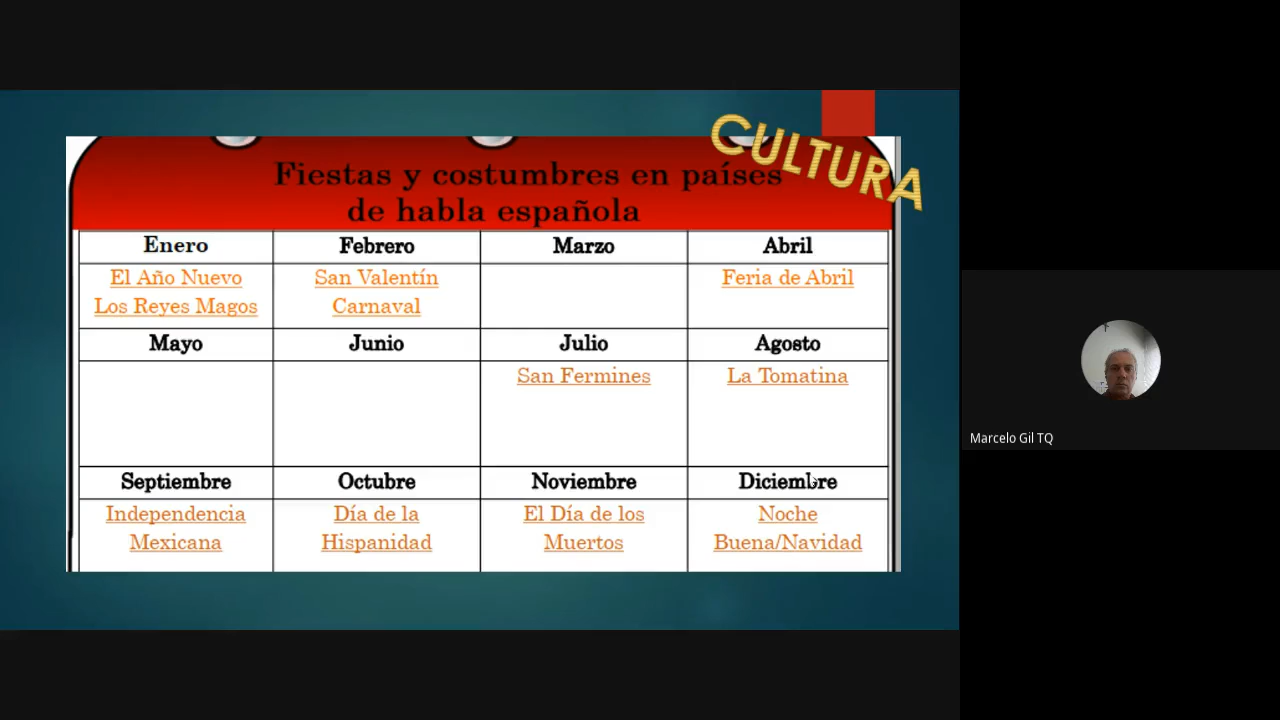 CULTURA
Fiestas y costumbres en países
de habla española
Enero
Febrero
Marzo
Abril
El Año Nuevo
Los Reyes Magos
San Valentín
Carnaval
Feria de Abril
Mayo
Junio
Julio
Agosto
San Fermines
La Tomatina
Septiembre
Octubre
Noviembre
Diciembre
Independencia
Mexicana
Día de la
Hispanidad
El Día de los
Muertos
Noche
Buena/Navidad
Marcelo Gil TQ